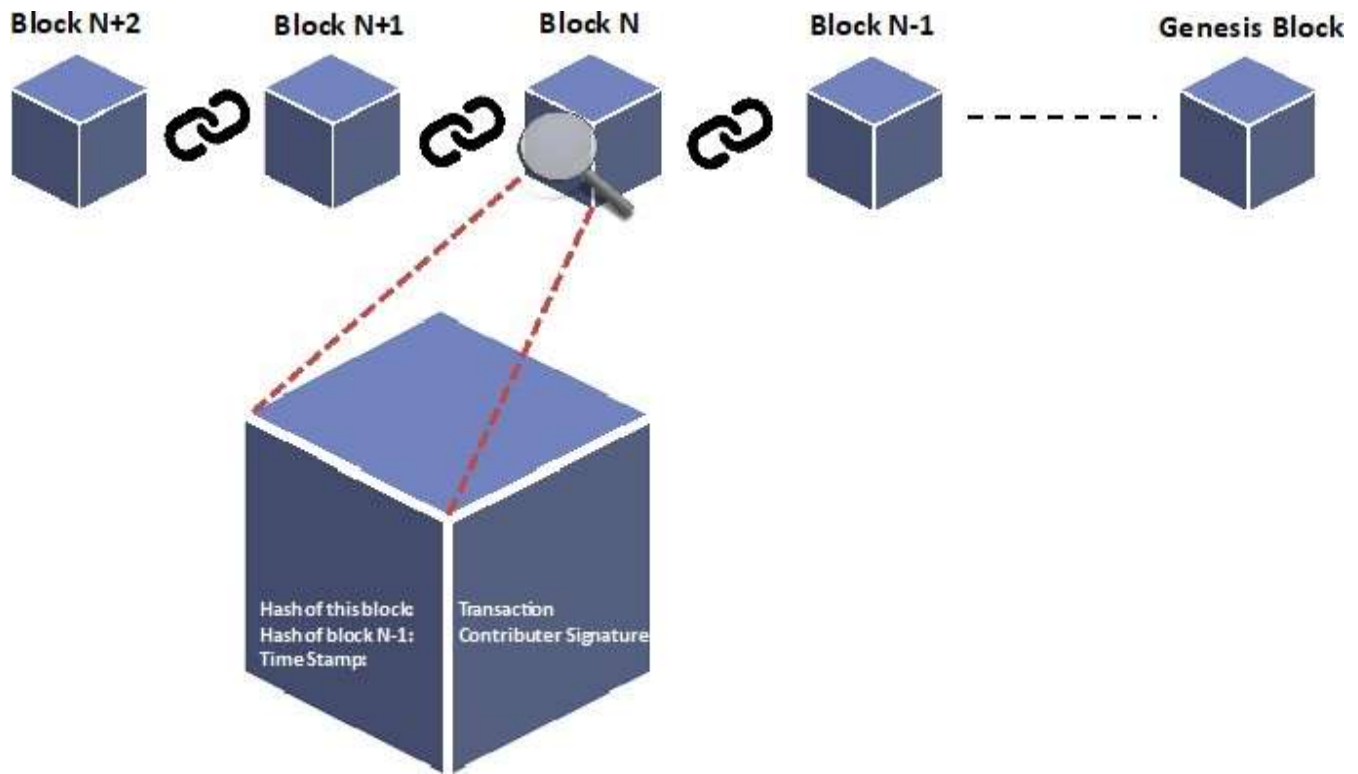 Block N+2
Block N+1
Block N
Block N-1
Genesis Block
Hash of this block:
Hash of block N-1:
Time Stamp:
Transaction
Contributer Signature